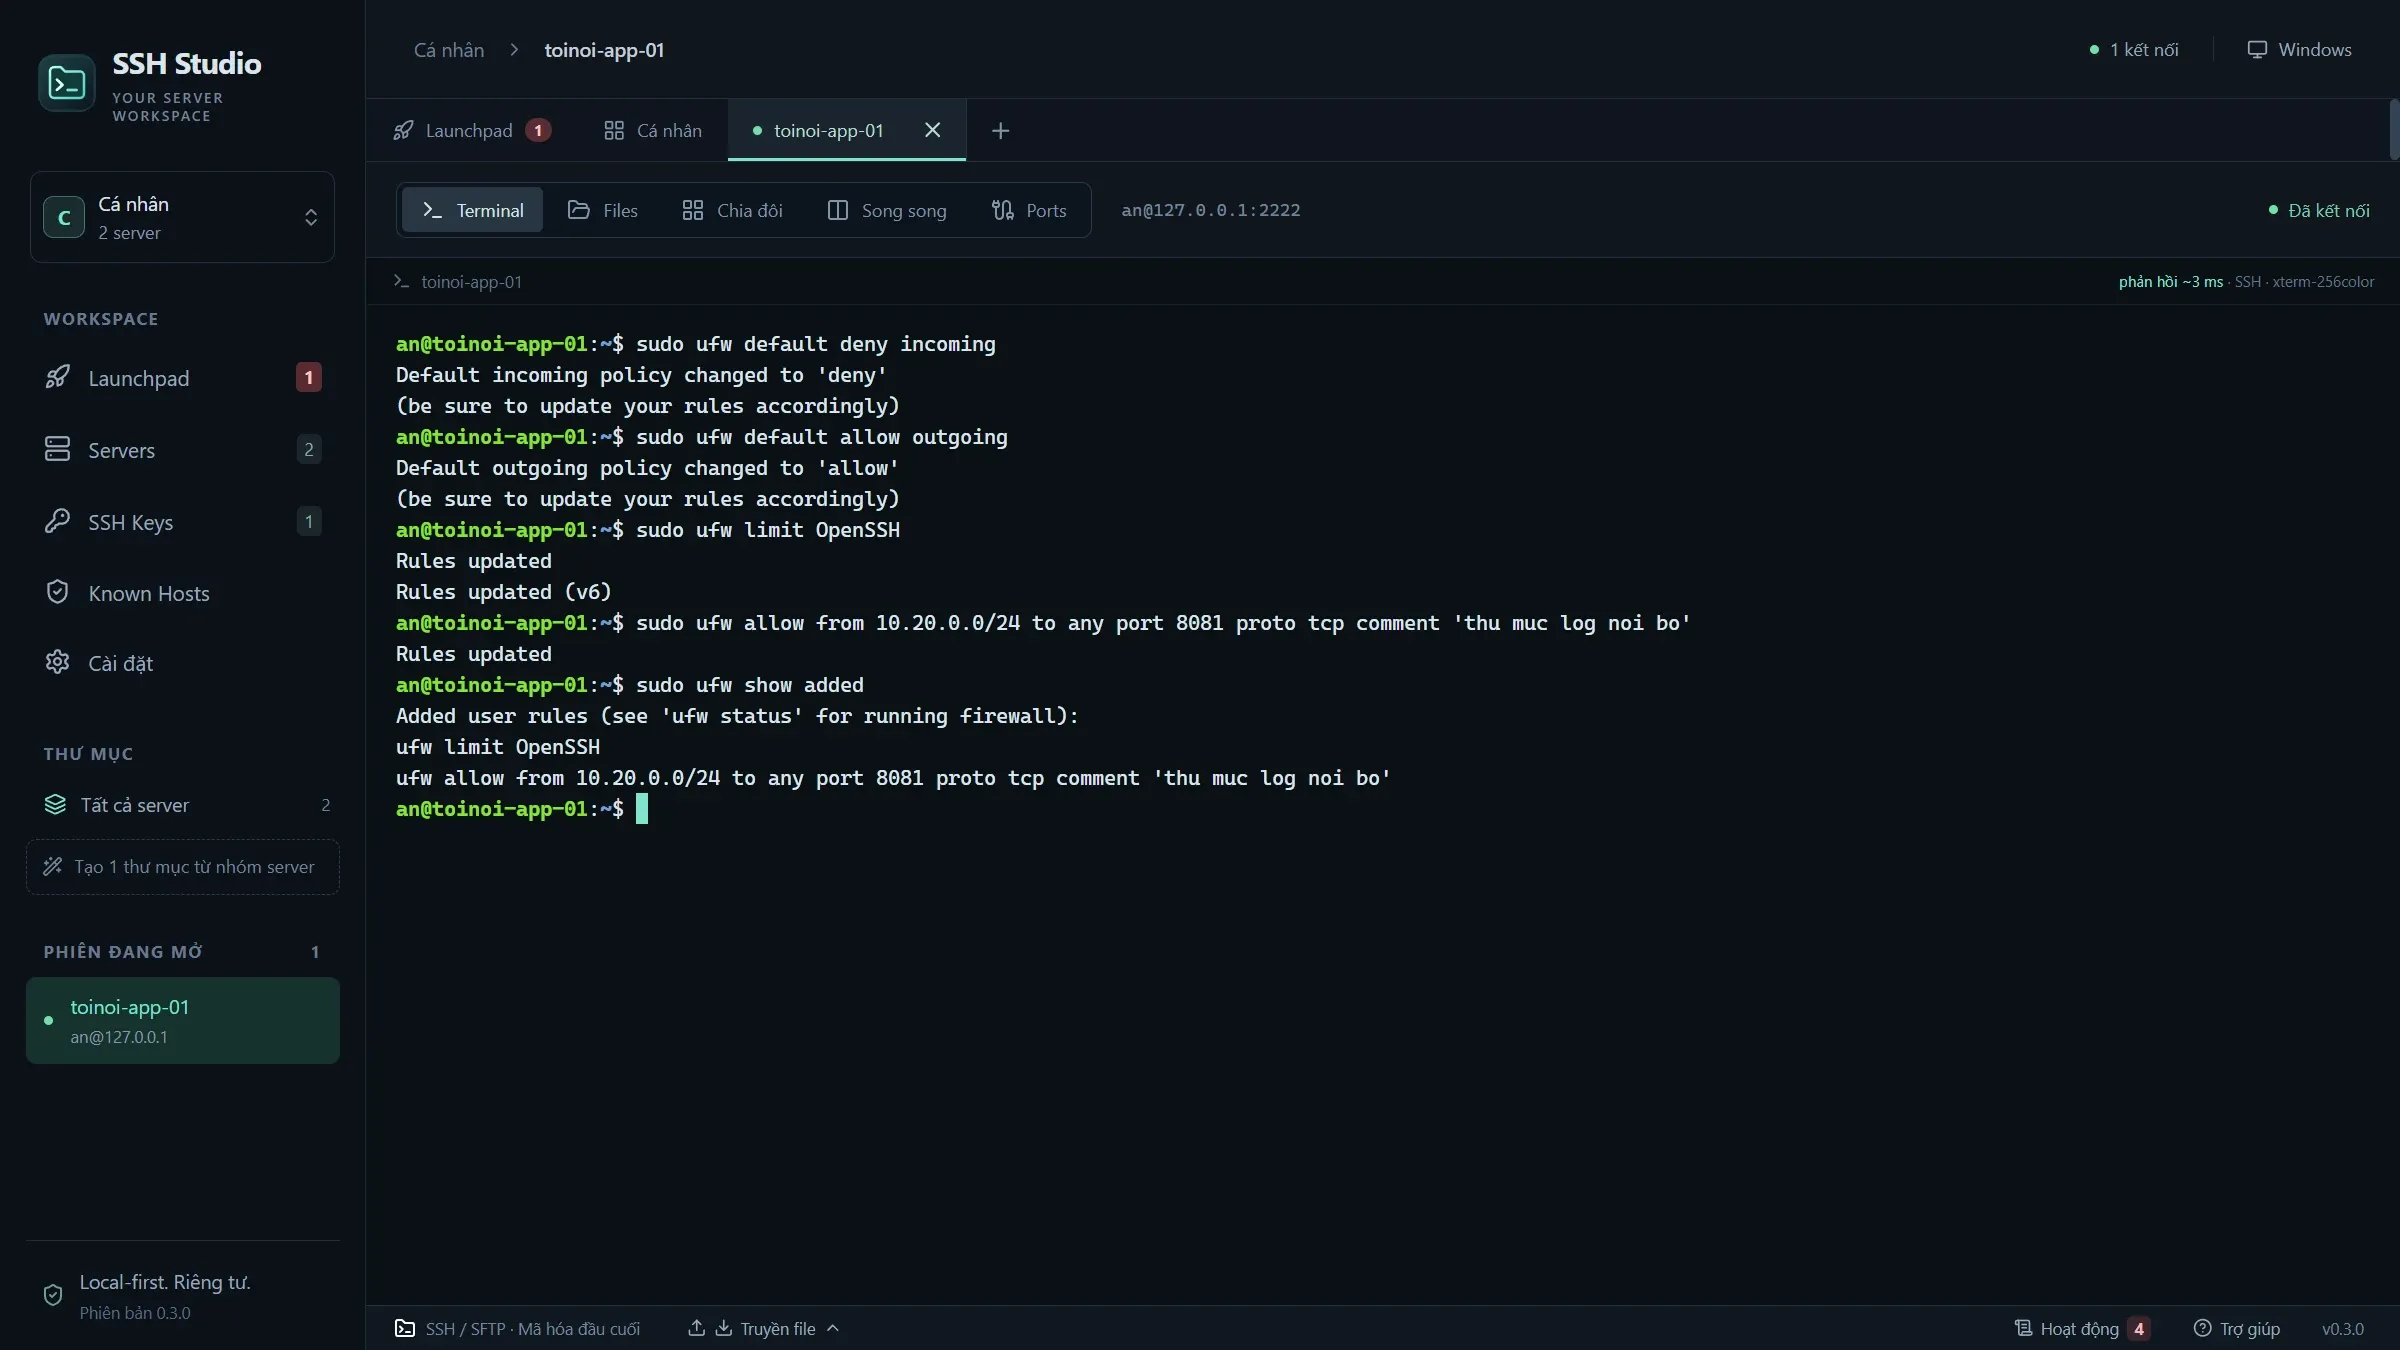 SSH Studio
YOUR SERVER
WORKSPACE
C
Cá nhân
2 server
WORKSPACE
Launchpad 1
Servers 2
SSH Keys 1
Known Hosts
Cài đặt
THƯ MỤC
Tất cả server 2
Tạo 1 thư mục từ nhóm server
PHIÊN ĐANG MỞ 1
toinoi-app-01
an@127.0.0.1
Local-first. Riêng tư.
Phiên bản 0.3.0
Cá nhân > toinoi-app-01
1 kết nối
Windows
Launchpad 1
Cá nhân
toinoi-app-01
Terminal
Files
Chia đôi
Song song
Ports
an@127.0.0.1:2222
Đã kết nối
toinoi-app-01
phản hồi ~3 ms · SSH · xterm-256color
an@toinoi-app-01:~$ sudo ufw default deny incoming
Default incoming policy changed to 'deny'
(be sure to update your rules accordingly)
an@toinoi-app-01:~$ sudo ufw default allow outgoing
Default outgoing policy changed to 'allow'
(be sure to update your rules accordingly)
an@toinoi-app-01:~$ sudo ufw limit OpenSSH
Rules updated
Rules updated (v6)
an@toinoi-app-01:~$ sudo ufw allow from 10.20.0.0/24 to any port 8081 proto tcp comment 'thu muc log noi bo'
Rules updated
an@toinoi-app-01:~$ sudo ufw show added
Added user rules (see 'ufw status' for running firewall):
ufw limit OpenSSH
ufw allow from 10.20.0.0/24 to any port 8081 proto tcp comment 'thu muc log noi bo'
an@toinoi-app-01:~$
SSH / SFTP · Mã hóa đầu cuối
Truyền file
Hoạt động 4
Trợ giúp
v0.3.0